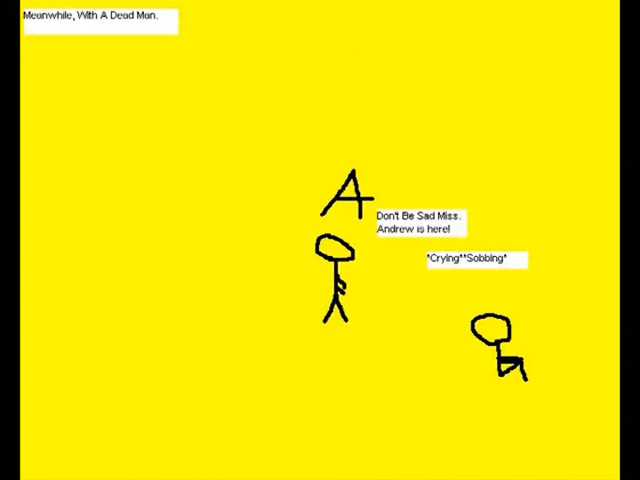 Meanwhile, With A Dead Man.
A
Don't Be Sad Miss.
Andrew is here!
*Crying**Sobbing*